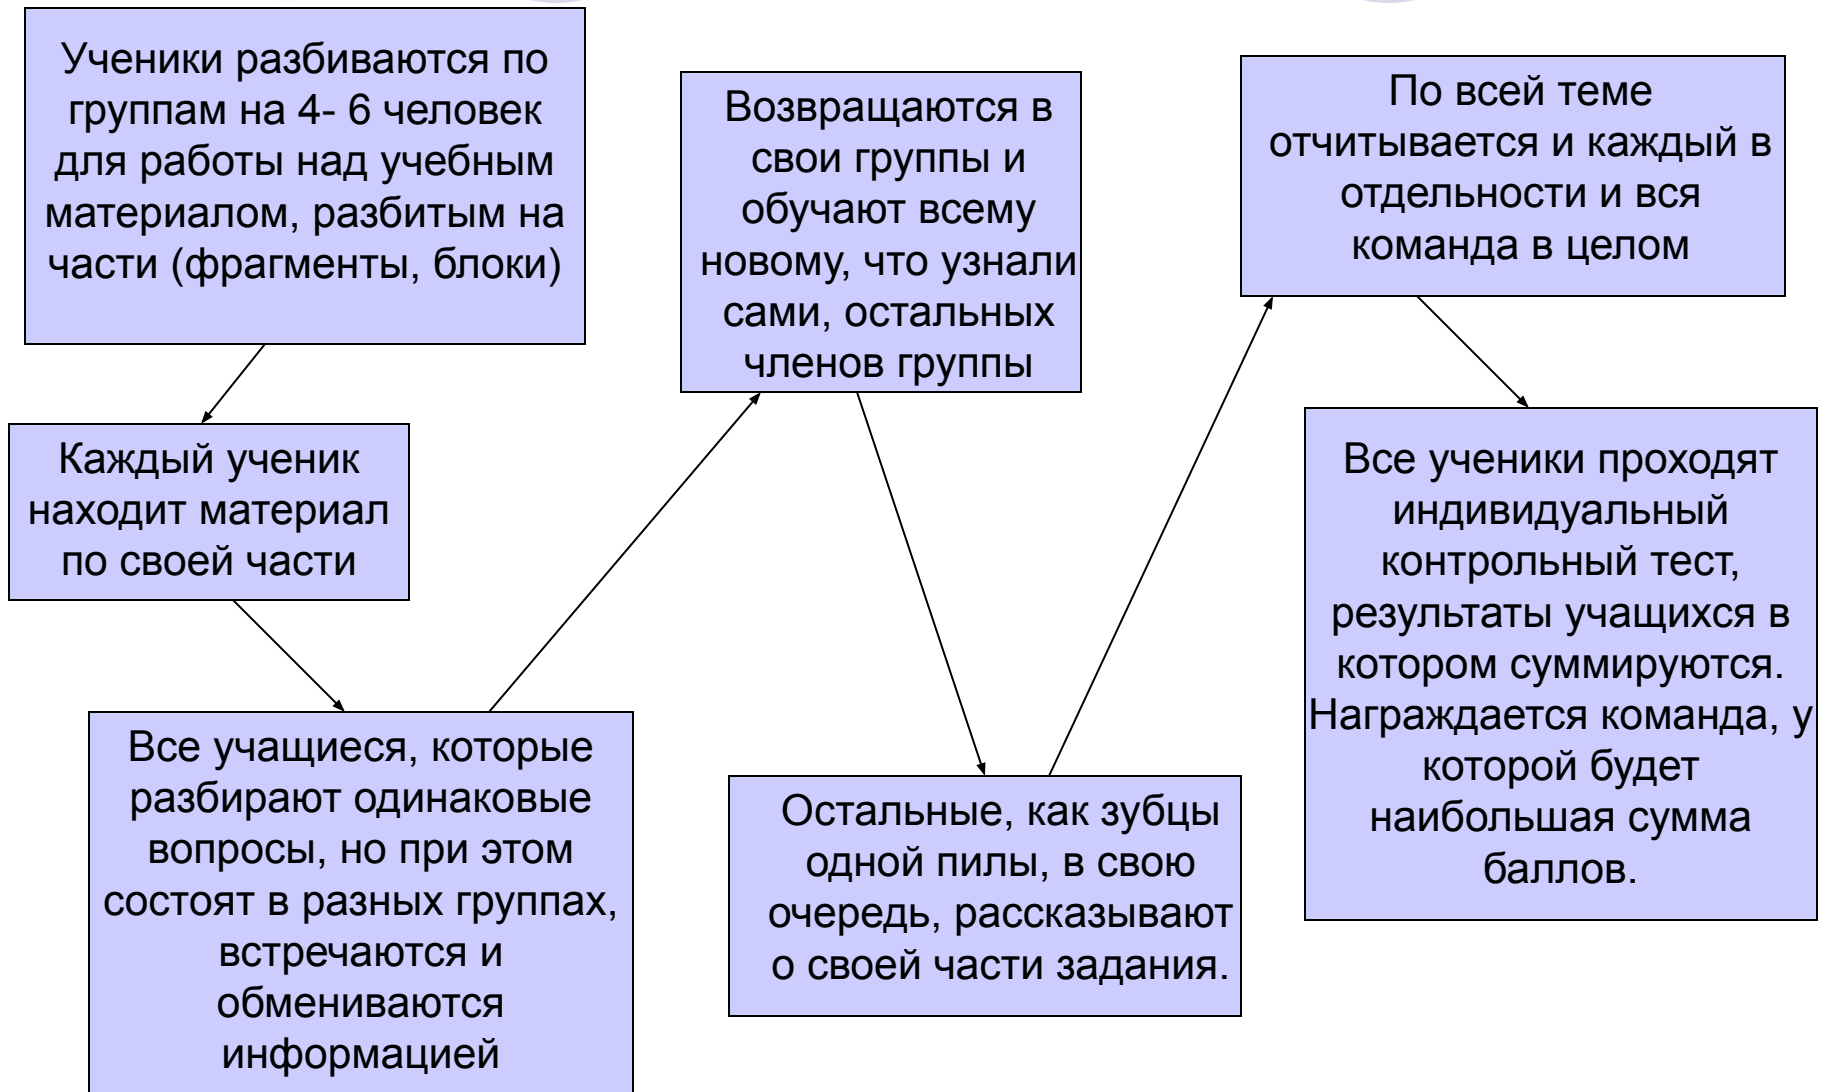 Ученики разбиваются по
группам на 4- 6 человек
для работы над учебным
материалом, разбитым на
части (фрагменты, блоки)
Каждый ученик
находит материал
по своей части
Все учащиеся, которые
разбирают одинаковые
вопросы, но при этом
состоят в разных группах,
встречаются и
обмениваются
информацией
Возвращаются в
свои группы и
обучают всему
новому, что узнали
сами, остальных
членов группы
Остальные, как зубцы
одной пилы, в свою
очередь, рассказывают
о своей части задания.
По всей теме
отчитывается и каждый в
отдельности и вся
команда в целом
Все ученики проходят
индивидуальный
контрольный тест,
результаты учащихся в
котором суммируются.
Награждается команда, у
которой будет
наибольшая сумма
баллов.